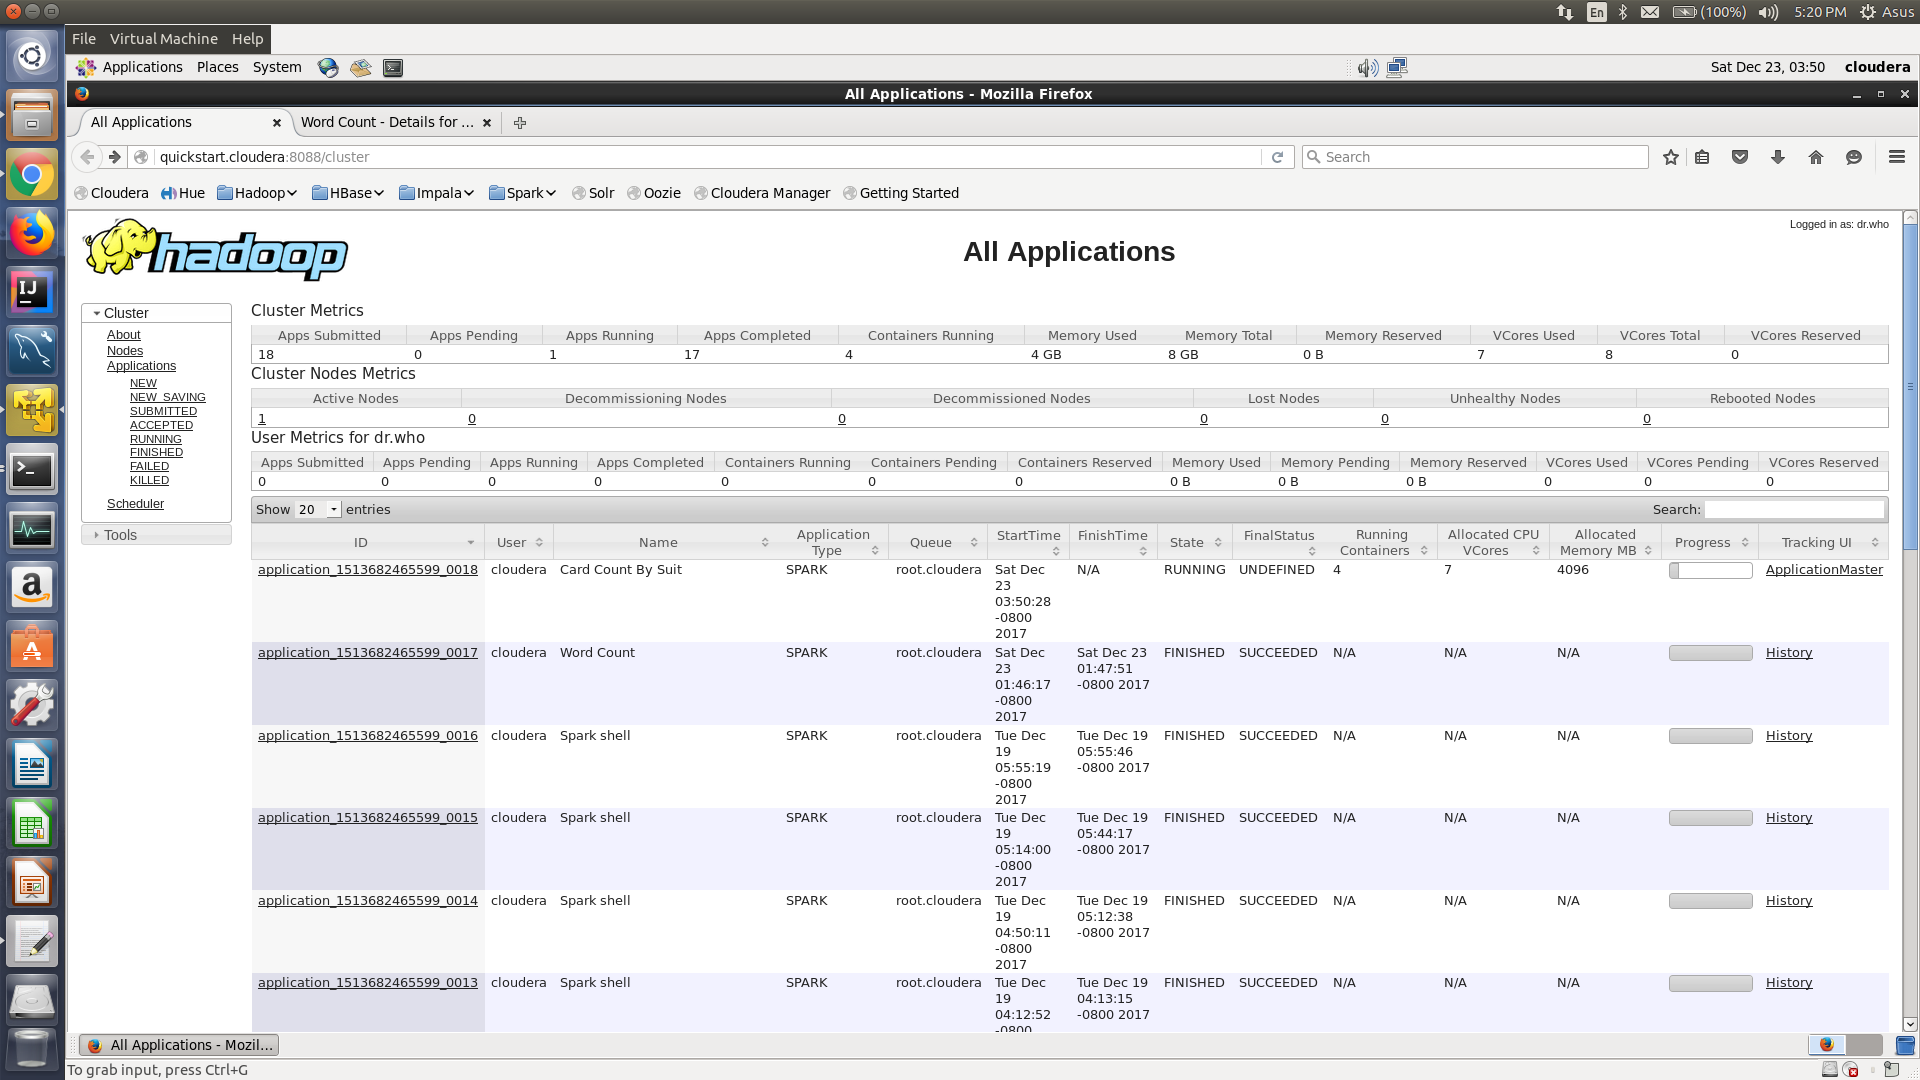 En (100%) 5:20 PM Asus
File Virtual Machine Help
Applications Places System Sat Dec 23, 03:50 cloudera
All Applications - Mozilla Firefox
All Applications Word Count - Details for ...
quickstart.cloudera:8088/cluster Search
Cloudera Hue Hadoop HBase Impala Spark Solr Oozie Cloudera Manager Getting Started
Logged in as: dr.who
hadoop
All Applications
Cluster
About
Nodes
Applications
NEW
NEW_SAVING
SUBMITTED
ACCEPTED
RUNNING
FINISHED
FAILED
KILLED
Scheduler
Tools
Cluster Metrics
Apps Submitted Apps Pending Apps Running Apps Completed Containers Running Memory Used Memory Total Memory Reserved VCores Used VCores Total VCores Reserved
18 0 1 17 4 4 GB 8 GB 0 B 7 8 0
Cluster Nodes Metrics
Active Nodes Decommissioning Nodes Decommissioned Nodes Lost Nodes Unhealthy Nodes Rebooted Nodes
1 0 0 0 0 0
User Metrics for dr.who
Apps Submitted Apps Pending Apps Running Apps Completed Containers Running Containers Pending Containers Reserved Memory Used Memory Pending Memory Reserved VCores Used VCores Pending VCores Reserved
0 0 0 0 0 0 0 0 B 0 B 0 B 0 0 0
Show 20 entries Search:
ID User Name Application Type Queue StartTime FinishTime State FinalStatus Running Containers Allocated CPU VCores Allocated Memory MB Progress Tracking UI
application_1513682465599_0018 cloudera Card Count By Suit SPARK root.cloudera Sat Dec 23 03:50:28 -0800 2017 N/A RUNNING UNDEFINED 4 7 4096 ApplicationMaster
application_1513682465599_0017 cloudera Word Count SPARK root.cloudera Sat Dec 23 01:46:17 -0800 2017 Sat Dec 23 01:47:51 -0800 2017 FINISHED SUCCEEDED N/A N/A N/A History
application_1513682465599_0016 cloudera Spark shell SPARK root.cloudera Tue Dec 19 05:55:19 -0800 2017 Tue Dec 19 05:55:46 -0800 2017 FINISHED SUCCEEDED N/A N/A N/A History
application_1513682465599_0015 cloudera Spark shell SPARK root.cloudera Tue Dec 19 05:14:00 -0800 2017 Tue Dec 19 05:44:17 -0800 2017 FINISHED SUCCEEDED N/A N/A N/A History
application_1513682465599_0014 cloudera Spark shell SPARK root.cloudera Tue Dec 19 04:50:11 -0800 2017 Tue Dec 19 05:12:38 -0800 2017 FINISHED SUCCEEDED N/A N/A N/A History
application_1513682465599_0013 cloudera Spark shell SPARK root.cloudera Tue Dec 19 04:12:52 -0800 Tue Dec 19 04:13:15 -0800 2017 FINISHED SUCCEEDED N/A N/A N/A History
All Applications - Mozil...
To grab input, press Ctrl+G